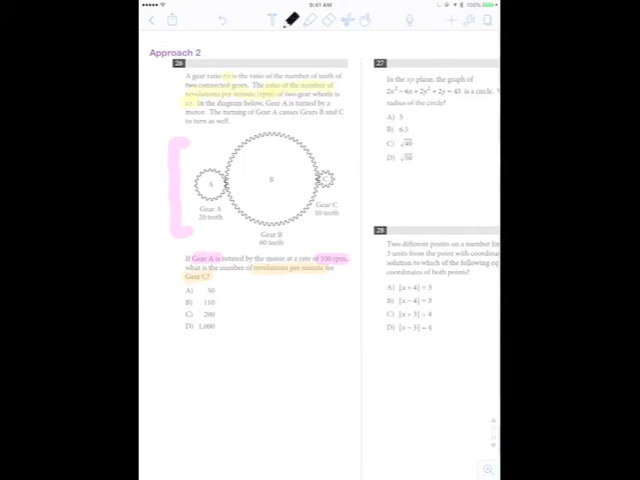 9:41 AM
100%
T
Approach 2
26
A gear ratio r:s is the ratio of the number of teeth of
two connected gears. The ratio of the number of
revolutions per minute (rpm) of two gear wheels is
s:r. In the diagram below, Gear A is turned by a
motor. The turning of Gear A causes Gears B and C
to turn as well.
A
B
C
Gear A
20 teeth
Gear C
10 teeth
Gear B
60 teeth
If Gear A is rotated by the motor at a rate of 100 rpm,
what is the number of revolutions per minute for
Gear C?
A) 50
B) 110
C) 200
D) 1,000
27
In the xy-plane, the graph of
2x² − 6x + 2y² + 2y = 45 is a circle.
radius of the circle?
A) 5
B) 6.5
C) √40
D) √50
28
Two different points on a number
3 units from the point with
solution to which of the following
coordinates of both points?
A) |x + 4| = 3
B) |x − 4| = 3
C) |x + 3| = 4
D) |x − 3| = 4